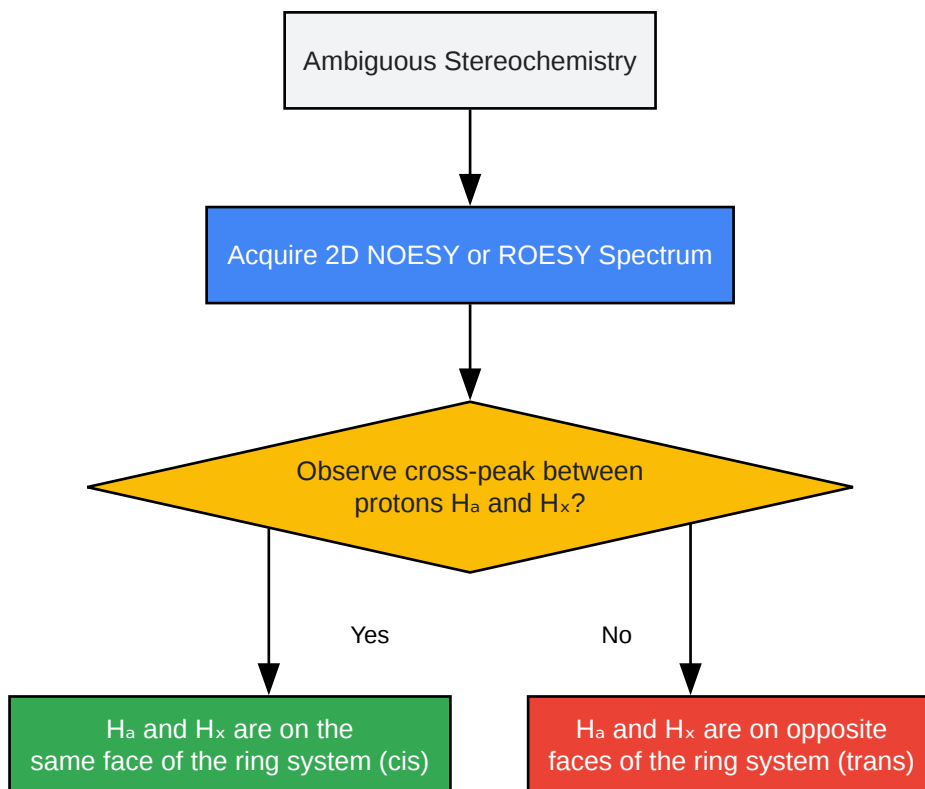 Ambiguous Stereochemistry
Acquire 2D NOESY or ROESY Spectrum
Observe cross-peak between
protons Hₐ and Hₓ?
Yes
No
Hₐ and Hₓ are on the
same face of the ring system (cis)
Hₐ and Hₓ are on opposite
faces of the ring system (trans)